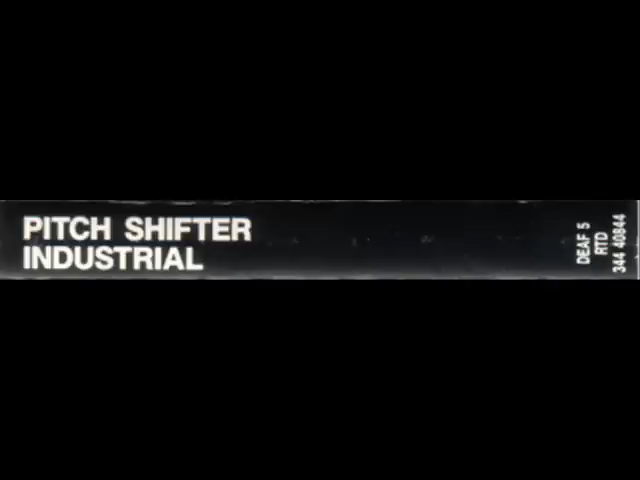 PITCH SHIFTER
INDUSTRIAL
DEAF 5
RTD
344 40844